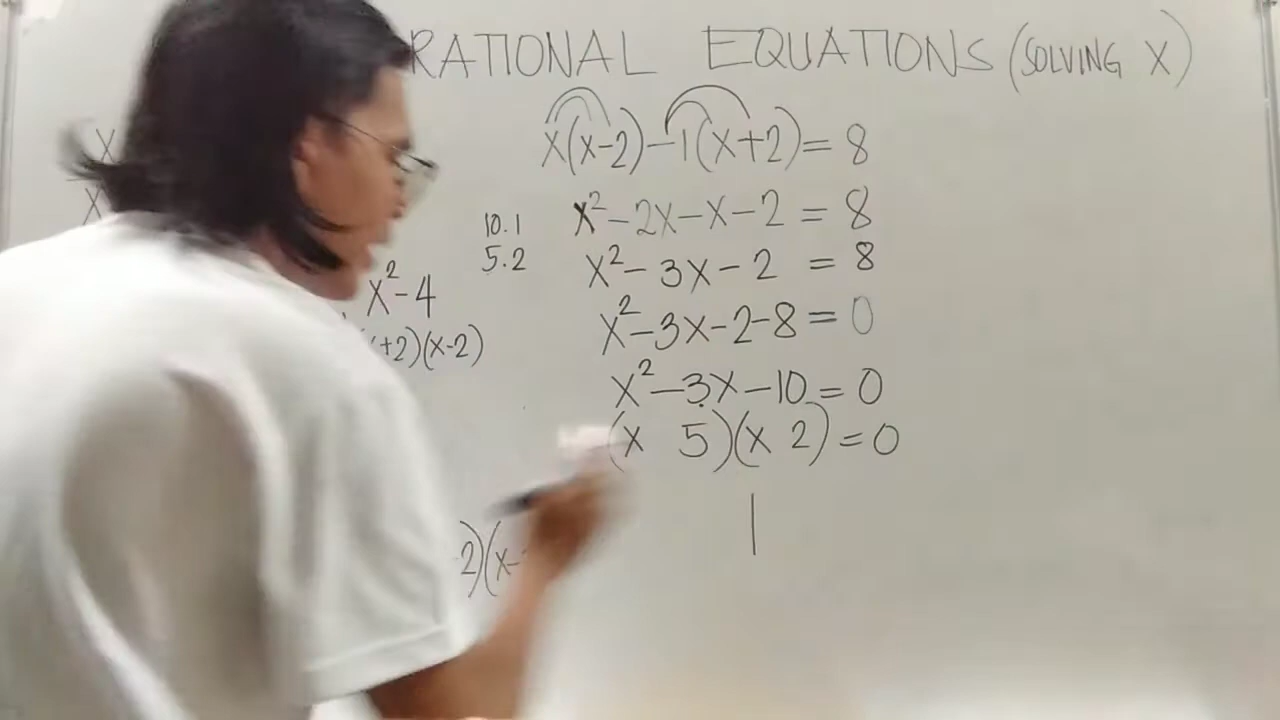 RATIONAL EQUATIONS (SOLVING X)
x(x-2)-1(x+2)= 8
x²-2x-x-2 = 8
x²-3x-2 = 8
x²-3x-2-8= 0
x²-3x-10=0
(x 5)(x 2)=0
10.1
5.2
X
X
x²-4
+2)(x-2)
2)(x-